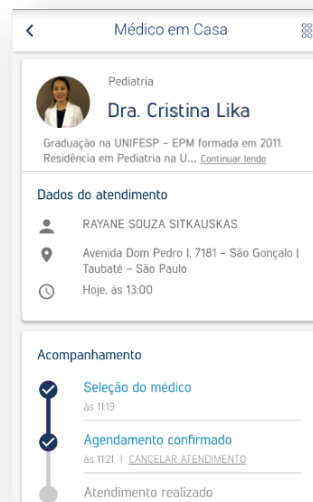 Médico em Casa
Pediatria
Dra. Cristina Lika
Graduação na UNIFESP – EPM formada em 2011.
Residência em Pediatria na U... Continuar lendo
Dados do atendimento
RAYANE SOUZA SITKAUSKAS
Avenida Dom Pedro I, 7181 – São Gonçalo |
Taubaté – São Paulo
Hoje, às 13:00
Acompanhamento
Seleção do médico
às 11:19
Agendamento confirmado
às 11:21 | CANCELAR ATENDIMENTO
Atendimento realizado